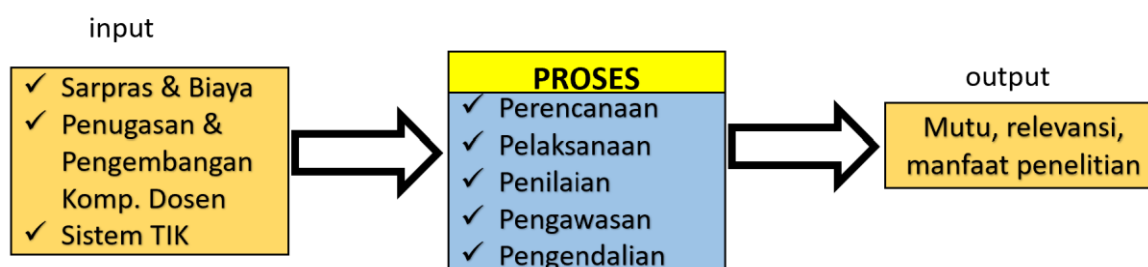 input
✓ Sarpras & Biaya
✓ Penugasan &
Pengembangan
Komp. Dosen
✓ Sistem TIK
PROSES
✓ Perencanaan
✓ Pelaksanaan
✓ Penilaian
✓ Pengawasan
✓ Pengendalian
output
Mutu, relevansi,
manfaat penelitian